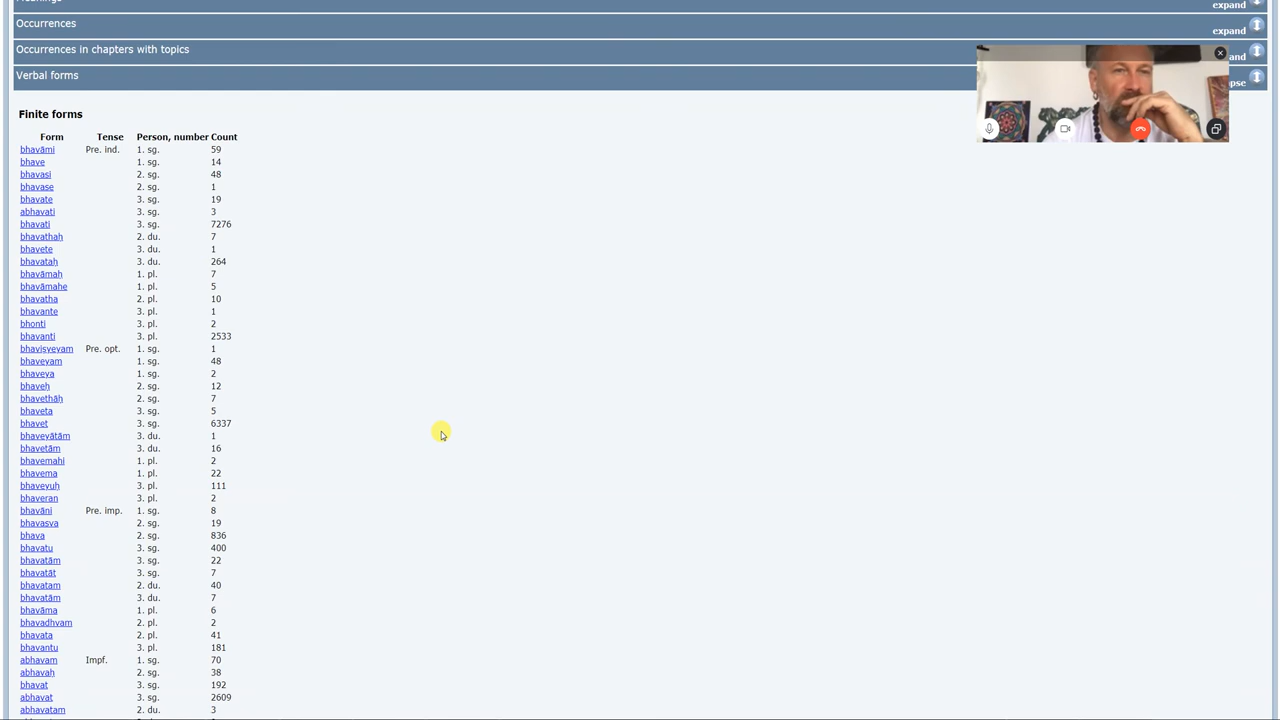 Meanings
expand
Occurrences
expand
Occurrences in chapters with topics
and
Verbal forms
pse
Finite forms
Form Tense Person, number Count
bhavāmi Pre. ind. 1. sg. 59
bhave 1. sg. 14
bhavasi 2. sg. 48
bhavase 2. sg. 1
bhavate 3. sg. 19
abhavati 3. sg. 3
bhavati 3. sg. 7276
bhavathaḥ 2. du. 7
bhavete 3. du. 1
bhavataḥ 3. du. 264
bhavāmaḥ 1. pl. 7
bhavāmahe 1. pl. 5
bhavatha 2. pl. 10
bhavante 3. pl. 1
bhonti 3. pl. 2
bhavanti 3. pl. 2533
bhaviṣyeyam Pre. opt. 1. sg. 1
bhaveyam 1. sg. 48
bhaveya 1. sg. 2
bhaveḥ 2. sg. 12
bhavethāḥ 2. sg. 7
bhaveta 3. sg. 5
bhavet 3. sg. 6337
bhaveyātām 3. du. 1
bhavetām 3. du. 16
bhavemahi 1. pl. 2
bhavema 1. pl. 22
bhaveyuḥ 3. pl. 111
bhaveran 3. pl. 2
bhavāni Pre. imp. 1. sg. 8
bhavasva 2. sg. 19
bhava 2. sg. 836
bhavatu 3. sg. 400
bhavatām 3. sg. 22
bhavatāt 3. sg. 7
bhavatam 2. du. 40
bhavatām 3. du. 7
bhavāma 1. pl. 6
bhavadhvam 2. pl. 2
bhavata 2. pl. 41
bhavantu 3. pl. 181
abhavam Impf. 1. sg. 70
abhavaḥ 2. sg. 38
bhavat 3. sg. 192
abhavat 3. sg. 2609
abhavatam 2. du. 3